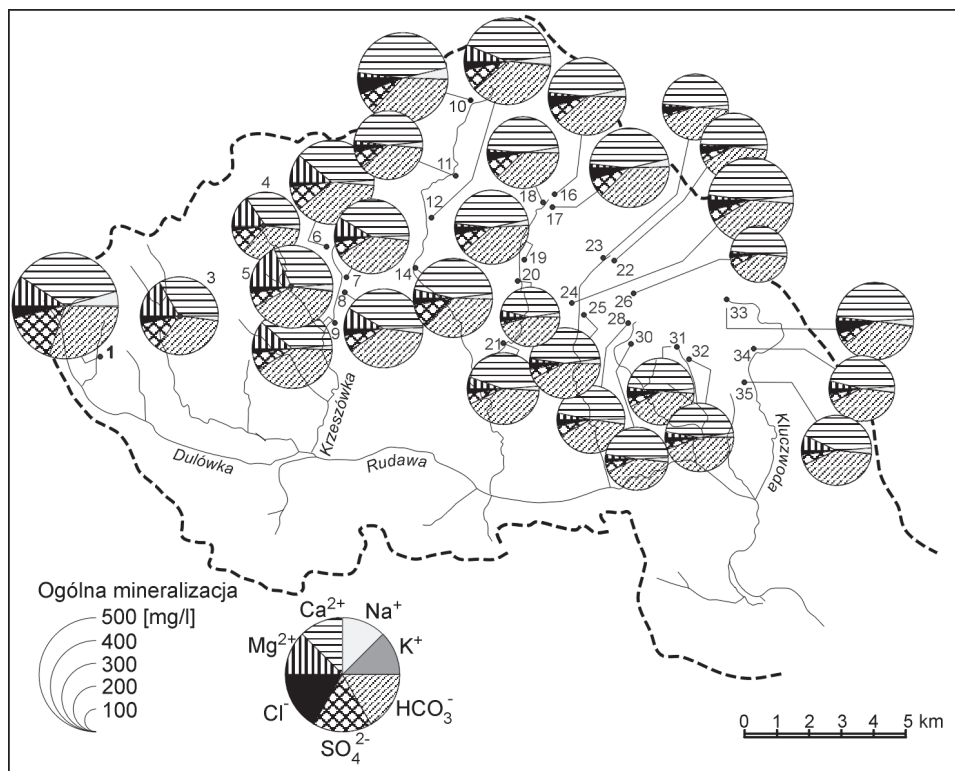 10
11
4
12
18
16
17
6
3
5
7
14
19
23
22
8
20
24
25
26
9
28
33
1
21
30
31
32
34
35
Krzeszówka
Kluczwoda
Dulówka
Rudawa
Ogólna mineralizacja
500 [mg/l]
400
300
200
100
Ca2+
Na+
Mg2+
K+
Cl-
HCO3-
SO42-
0 1 2 3 4 5 km